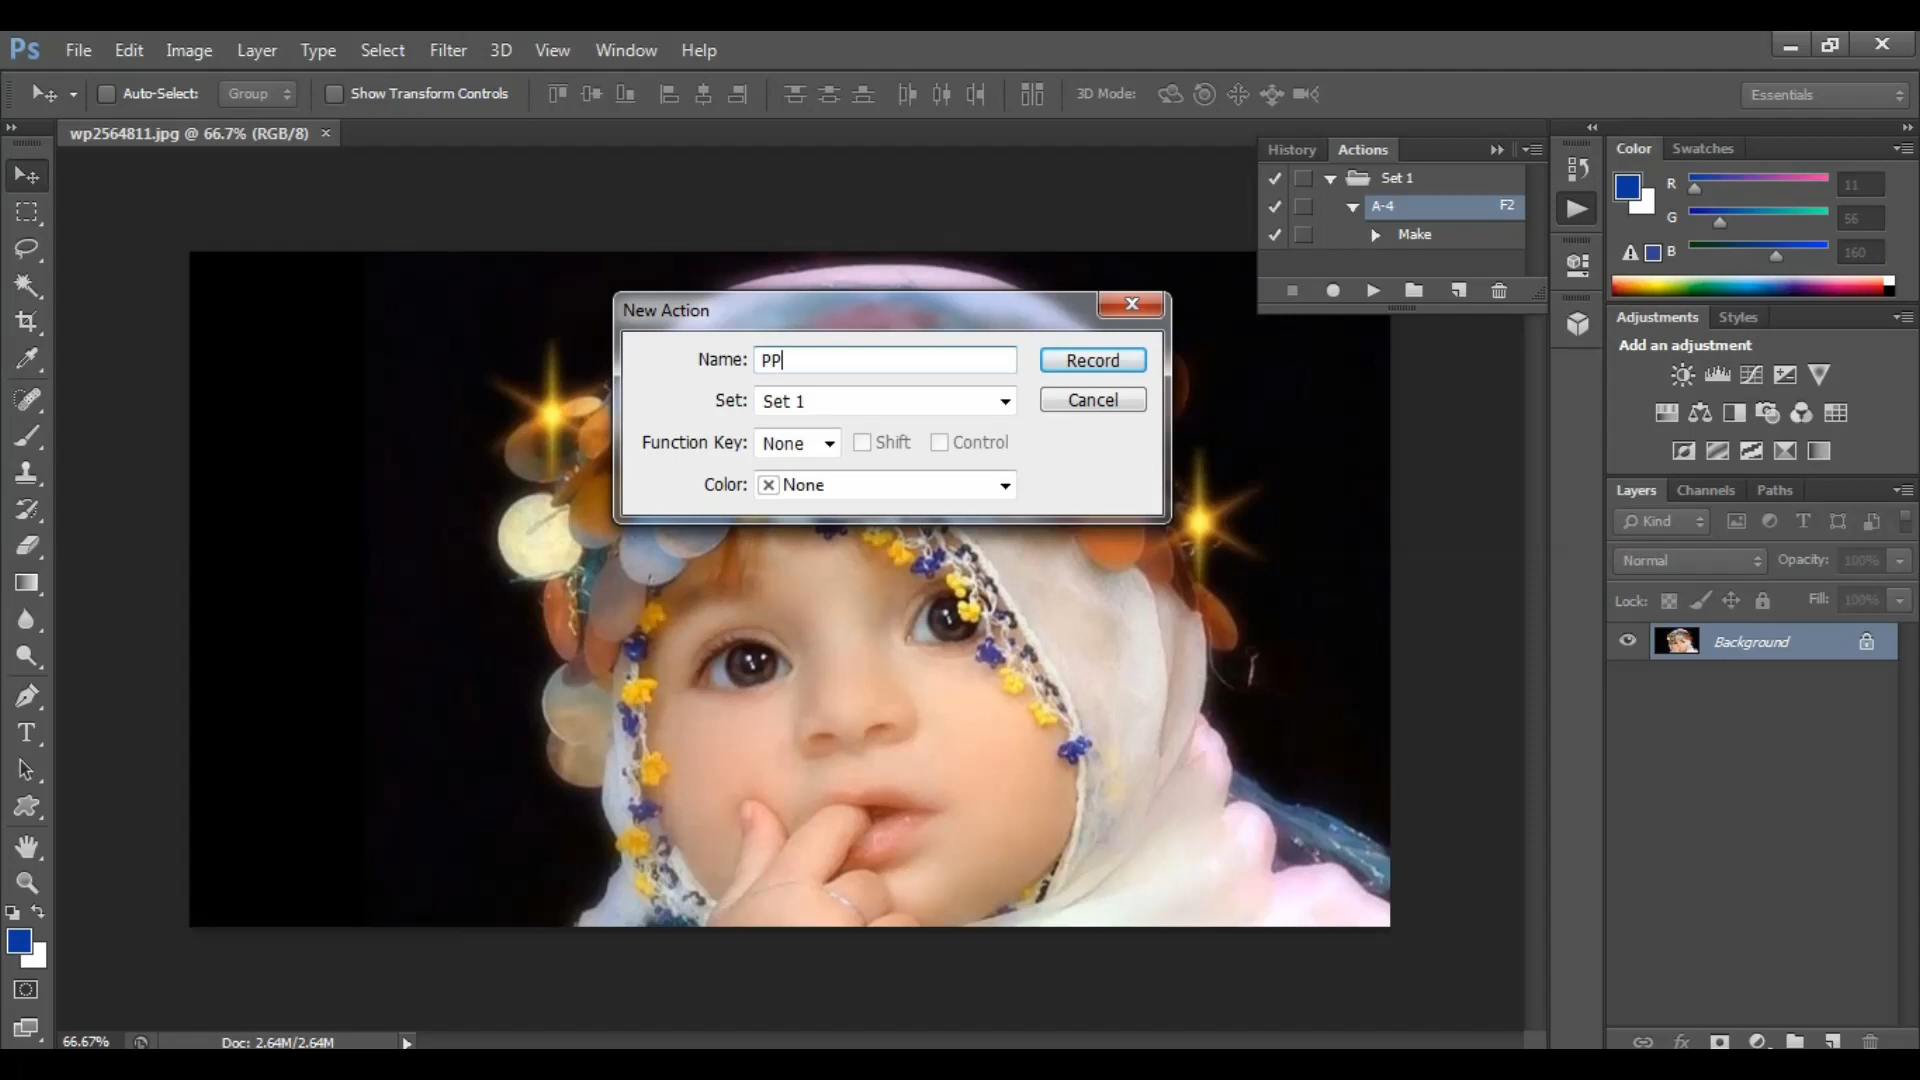 Ps File Edit Image Layer Type Select Filter 3D View Window Help
Auto-Select: Group Show Transform Controls 3D Mode: Essentials
wp2564811.jpg @ 66.7% (RGB/8) ×
History Actions
Set 1
A-4 F2
Make
New Action
Name: PP Record
Set: Set 1 Cancel
Function Key: None Shift Control
Color: None
Color Swatches
R 11
G 56
B 160
Adjustments Styles
Add an adjustment
Layers Channels Paths
Kind
Normal Opacity: 100%
Lock: Fill: 100%
Background
66.67% Doc: 2.64M/2.64M